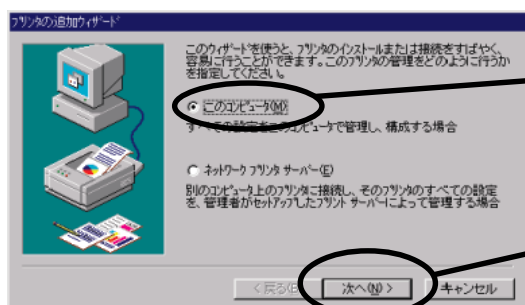 プリンタの追加ウィザード
このウィザードを使うと、プリンタのインストールまたは接続をすばやく、
容易に行うことができます。このプリンタの管理をどのように行うか
を指定してください。
このコンピュータ(M)
すべての設定をこのコンピュータで管理し、構成する場合
ネットワーク プリンタ サーバー(E)
別のコンピュータ上のプリンタに接続し、そのプリンタのすべての設定
を、管理者がセットアップしたプリント サーバーによって管理する場合
< 戻る(B)
次へ(N) >
キャンセル